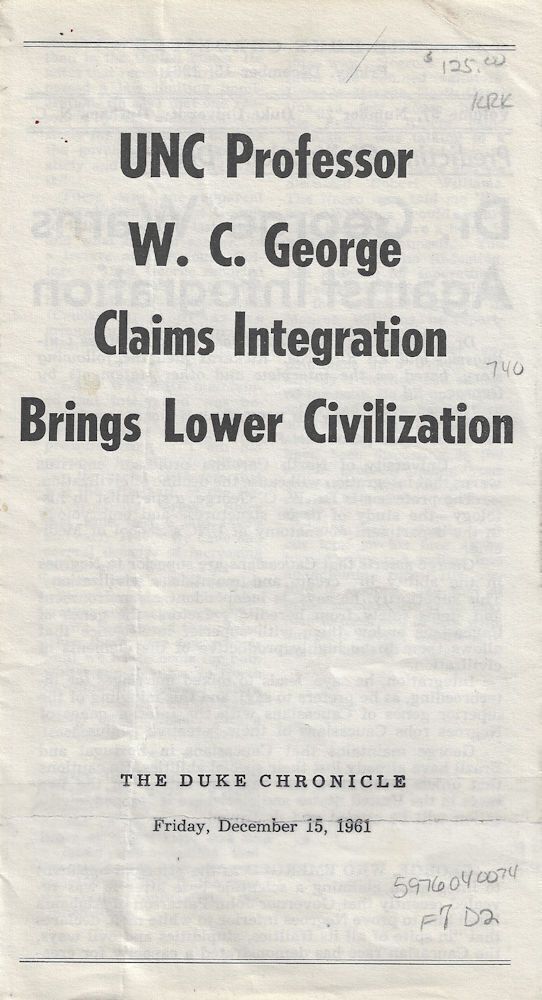 $125.00
KRK
UNC Professor
W. C. George
Claims Integration
740
Brings Lower Civilization
THE DUKE CHRONICLE
Friday, December 15, 1961
5976040074
F7 D2